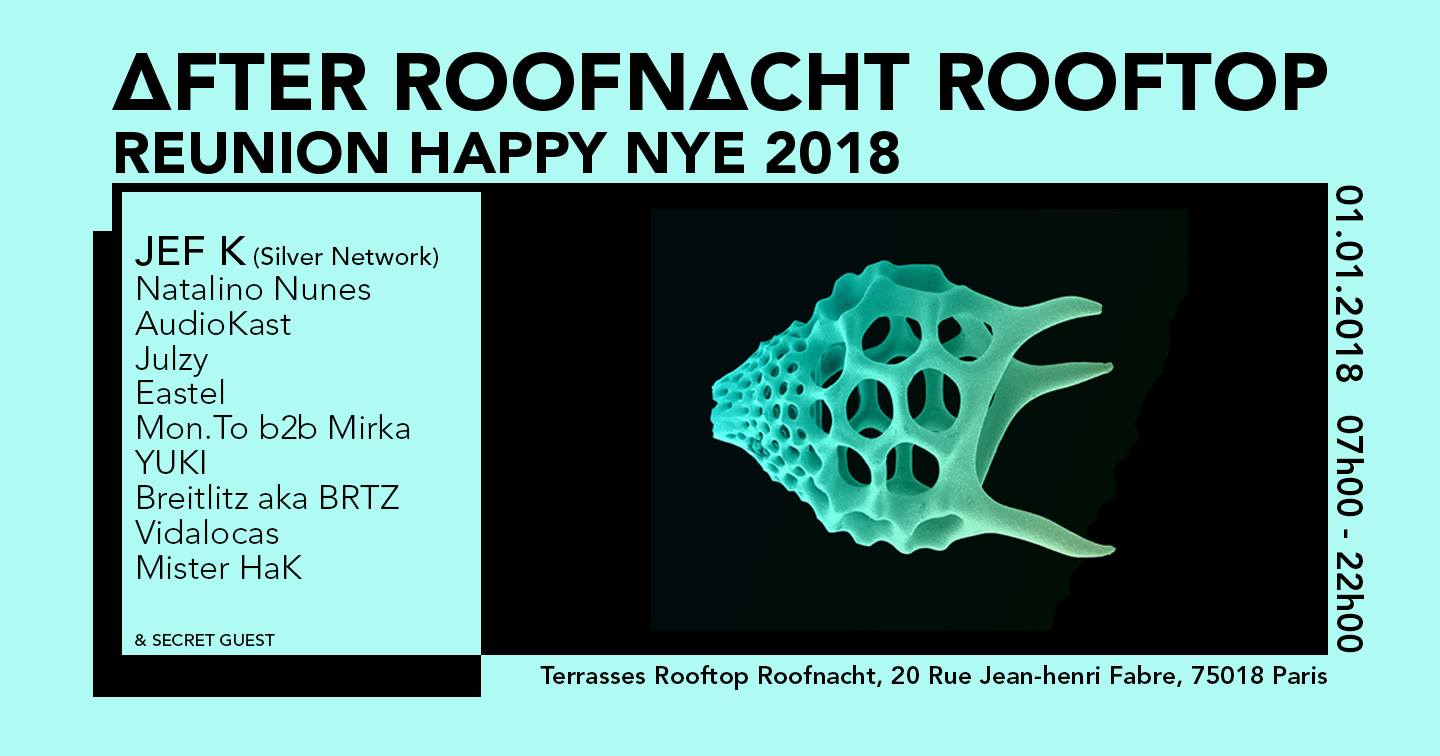 AFTER ROOFNACHT ROOFTOP
REUNION HAPPY NYE 2018
JEF K (Silver Network)
Natalino Nunes
AudioKast
Julzy
Eastel
Mon.To b2b Mirka
YUKI
Breitlitz aka BRTZ
Vidalocas
Mister HaK
& SECRET GUEST
01.01.2018 07h00 - 22h00
Terrasses Rooftop Roofnacht, 20 Rue Jean-henri Fabre, 75018 Paris